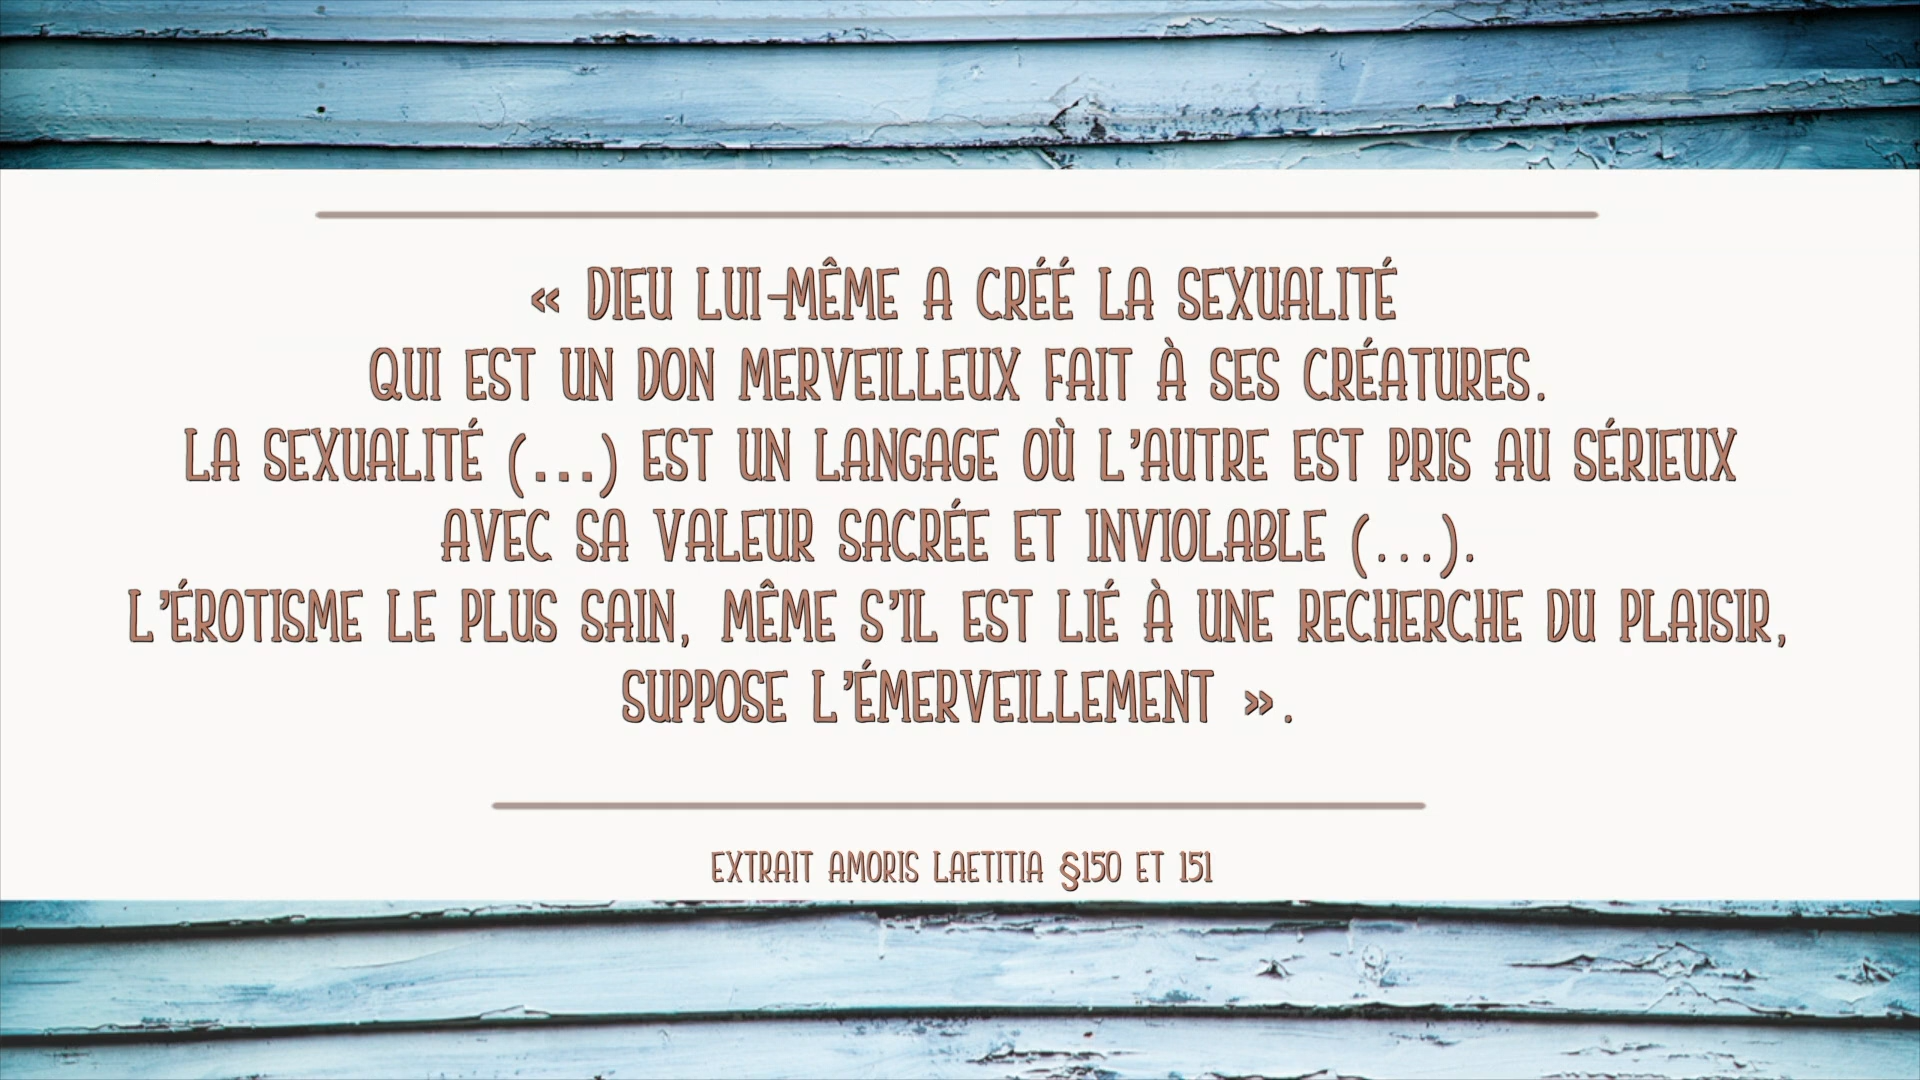 « DIEU LUI-MÊME A CRÉÉ LA SEXUALITÉ
QUI EST UN DON MERVEILLEUX FAIT À SES CRÉATURES.
LA SEXUALITÉ (...) EST UN LANGAGE OÙ L'AUTRE EST PRIS AU SÉRIEUX
AVEC SA VALEUR SACRÉE ET INVIOLABLE (...).
L'ÉROTISME LE PLUS SAIN, MÊME S'IL EST LIÉ À UNE RECHERCHE DU PLAISIR,
SUPPOSE L'ÉMERVEILLEMENT ».
EXTRAIT AMORIS LAETITIA §150 ET 151